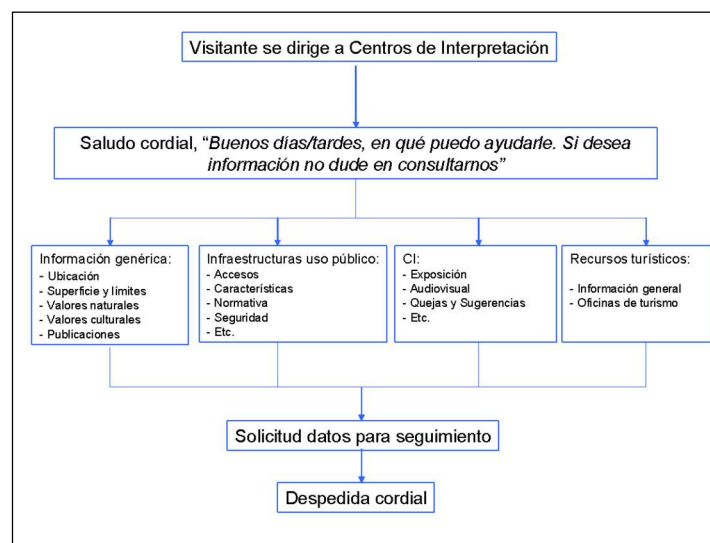 Visitante se dirige a Centros de Interpretación
Saludo cordial, “Buenos días/tardes, en qué puedo ayudarle. Si desea
información no dude en consultarnos”
Información genérica:
- Ubicación
- Superficie y límites
- Valores naturales
- Valores culturales
- Publicaciones
Infraestructuras uso público:
- Accesos
- Características
- Normativa
- Seguridad
- Etc.
CI:
- Exposición
- Audiovisual
- Quejas y Sugerencias
- Etc.
Recursos turísticos:
- Información general
- Oficinas de turismo
Solicitud datos para seguimiento
Despedida cordial